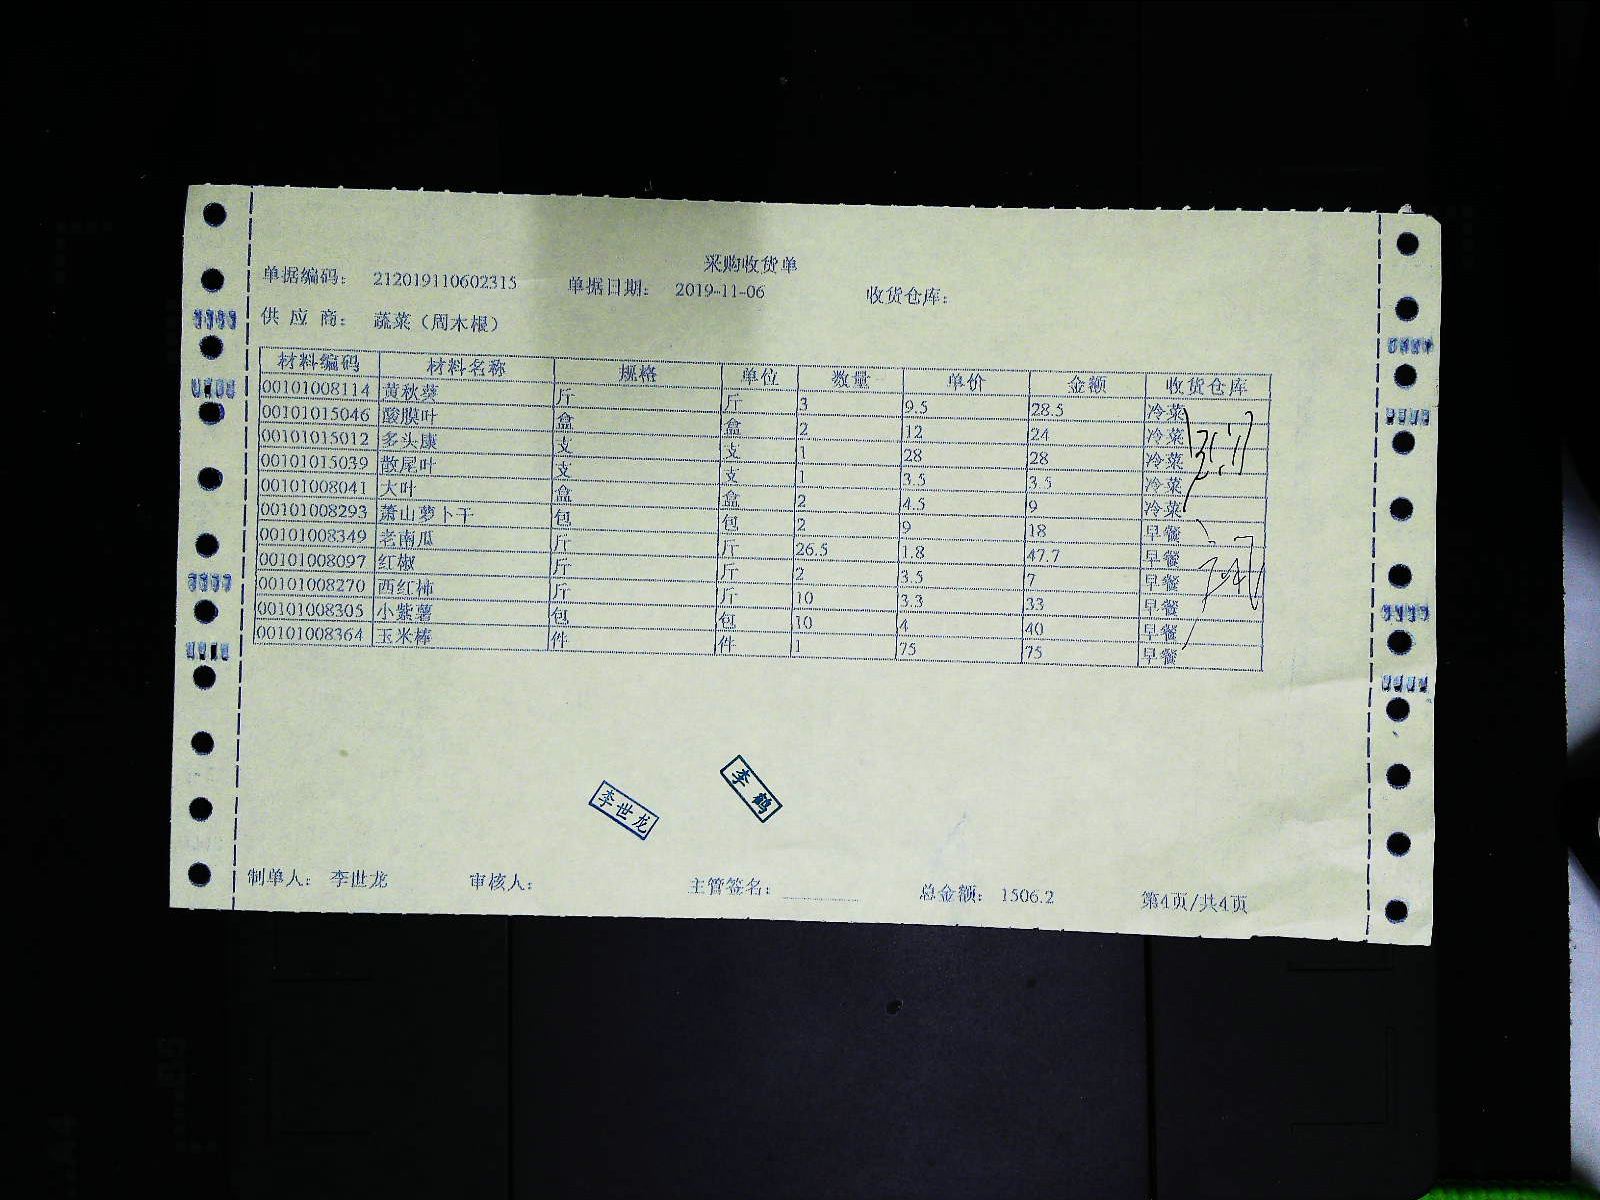 采购收货单
单据编码： 212019110602315 单据日期： 2019-11-06 收货仓库：
供 应 商： 蔬菜（周木根）
材料编码 材料名称 规格 单位 数量 单价 金额 收货仓库
00101008114 黄秋葵 斤 斤 3 9.5 28.5 冷菜
00101015046 酸膜叶 盒 盒 2 12 24 冷菜
00101015012 多头康 支 支 1 28 28 冷菜
00101015039 散尾叶 支 支 1 3.5 3.5 冷菜
00101008041 大叶 盒 盒 2 4.5 9 冷菜
00101008293 萧山萝卜干 包 包 2 9 18 早餐
00101008349 老南瓜 斤 斤 26.5 1.8 47.7 早餐
00101008097 红椒 斤 斤 2 3.5 7 早餐
00101008270 西红柿 斤 斤 10 3.3 33 早餐
00101008305 小紫薯 包 包 10 4 40 早餐
00101008364 玉米棒 件 件 1 75 75 早餐
李鹤
李世龙
制单人： 李世龙 审核人： 主管签名： 总金额： 1506.2 第4页/共4页